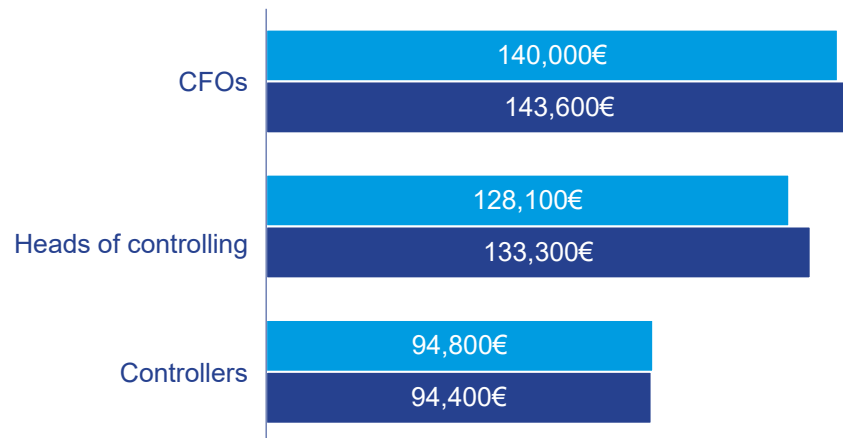 CFOs
140,000€
143,600€
Heads of controlling
128,100€
133,300€
Controllers
94,800€
94,400€